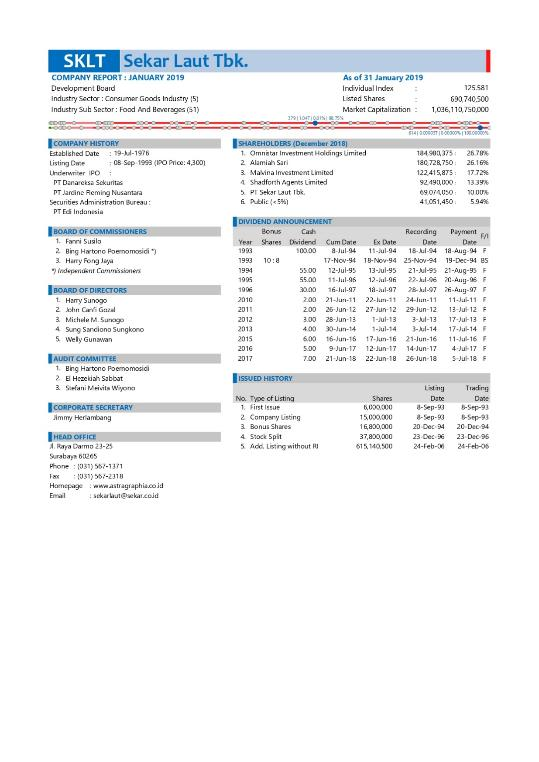 SKLT Sekar Laut Tbk.
COMPANY REPORT : JANUARY 2019 As of 31 January 2019
Development Board Individual Index : 125.581
Industry Sector : Consumer Goods Industry (5) Listed Shares : 690,740,500
Industry Sub Sector : Food And Beverages (51) Market Capitalization : 1,036,110,750,000
COMPANY HISTORY
Established Date : 19-Jul-1976
Listing Date : 08-Sep-1993 (IPO Price: 4,300)
Underwriter IPO :
PT Danareksa Sekuritas
PT Jardine Fleming Nusantara
Securities Administration Bureau :
PT Edi Indonesia
BOARD OF COMMISSIONERS
1. Fanni Susilo
2. Bing Hartono Poernomosidi *)
3. Harry Fong Jaya
*) Independent Commissioners
BOARD OF DIRECTORS
1. Harry Sunogo
2. John Canfi Gozal
3. Michele M. Sunogo
4. Sung Sandiono Sungkono
5. Welly Gunawan
AUDIT COMMITTEE
1. Bing Hartono Poernomosidi
2. El Hezekiah Sabbat
3. Stefani Meivita Wiyono
CORPORATE SECRETARY
Jimmy Herlambang
HEAD OFFICE
Jl. Raya Darmo 23-25
Surabaya 60265
Phone : (031) 567-1371
Fax : (031) 567-2318
Homepage : www.astragraphia.co.id
Email : sekarlaut@sekar.co.id
SHAREHOLDERS (December 2018)
1. Omnistar Investment Holdings Limited 184,980,375 : 26.78%
2. Alamiah Sari 180,728,750 : 26.16%
3. Malvina Investment Limited 122,415,875 : 17.72%
4. Shadforth Agents Limited 92,490,000 : 13.39%
5. PT Sekar Laut Tbk. 69,074,050 : 10.00%
6. Public (<5%) 41,051,450 : 5.94%
DIVIDEND ANNOUNCEMENT
Bonus Cash Recording Payment F/I
Year Shares Dividend Cum Date Ex Date Date Date
1993 100.00 8-Jul-94 11-Jul-94 18-Jul-94 18-Aug-94 F
1993 10 : 8 17-Nov-94 18-Nov-94 25-Nov-94 19-Dec-94 BS
1994 55.00 12-Jul-95 13-Jul-95 21-Jul-95 21-Aug-95 F
1995 55.00 11-Jul-96 12-Jul-96 22-Jul-96 20-Aug-96 F
1996 30.00 16-Jul-97 18-Jul-97 28-Jul-97 26-Aug-97 F
2010 2.00 21-Jun-11 22-Jun-11 24-Jun-11 11-Jul-11 F
2011 2.00 26-Jun-12 27-Jun-12 29-Jun-12 13-Jul-12 F
2012 3.00 28-Jun-13 1-Jul-13 3-Jul-13 17-Jul-13 F
2013 4.00 30-Jun-14 1-Jul-14 3-Jul-14 17-Jul-14 F
2015 6.00 16-Jun-16 17-Jun-16 21-Jun-16 11-Jul-16 F
2016 5.00 9-Jun-17 12-Jun-17 14-Jun-17 4-Jul-17 F
2017 7.00 21-Jun-18 22-Jun-18 26-Jun-18 5-Jul-18 F
ISSUED HISTORY
Listing Trading
No. Type of Listing Shares Date Date
1. First Issue 6,000,000 8-Sep-93 8-Sep-93
2. Company Listing 15,000,000 8-Sep-93 8-Sep-93
3. Bonus Shares 16,800,000 20-Dec-94 20-Dec-94
4. Stock Split 37,800,000 23-Dec-96 23-Dec-96
5. Add. Listing without RI 615,140,500 24-Feb-06 24-Feb-06